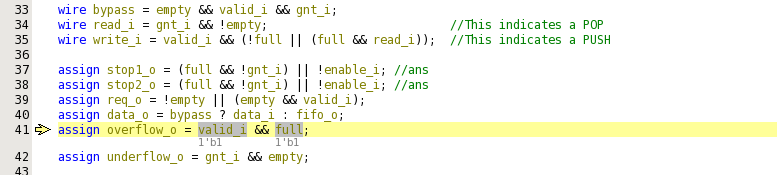 33 wire bypass = empty && valid_i && gnt_i;
34 wire read_i = gnt_i && !empty; //This indicates a POP
35 wire write_i = valid_i && (!full || (full && read_i)); //This indicates a PUSH
36
37 assign stop1_o = (full && !gnt_i) || !enable_i; //ans
38 assign stop2_o = (full && !gnt_i) || !enable_i; //ans
39 assign req_o = !empty || (empty && valid_i);
40 assign data_o = bypass ? data_i : fifo_o;
41 assign overflow_o = valid_i && full;
1'b1 1'b1
42 assign underflow_o = gnt_i && empty;
43